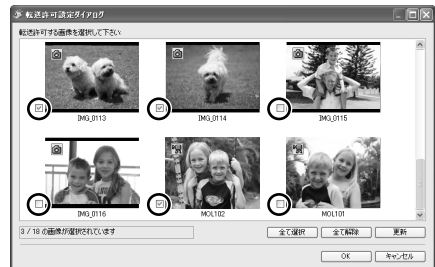 転送許可設定ダイアログ
転送許可する画像を選択して下さい
IMG_0113
IMG_0114
IMG_0115
IMG_0116
MOL102
MOL101
3 / 18 の画像が選択されています
全て選択
全て解除
更新
OK
キャンセル